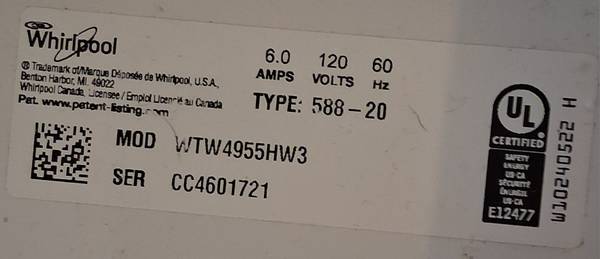 Whirlpool
6.0 120 60
AMPS VOLTS Hz
® Trademark of/Marque Déposée de Whirlpool, U.S.A.,
Benton Harbor, MI. 49022
Whirlpool Canada, Licensee / Emploi Licencié au Canada
Pat. www.patent-listing.com
TYPE: 588-20
MOD WTW4955HW3
SER CC4601721
UL
CERTIFIED
SAFETY
ENERGY
US-CA
SÉCURITÉ
ÉNERGIE
US-CA
E12477
W10240522 H